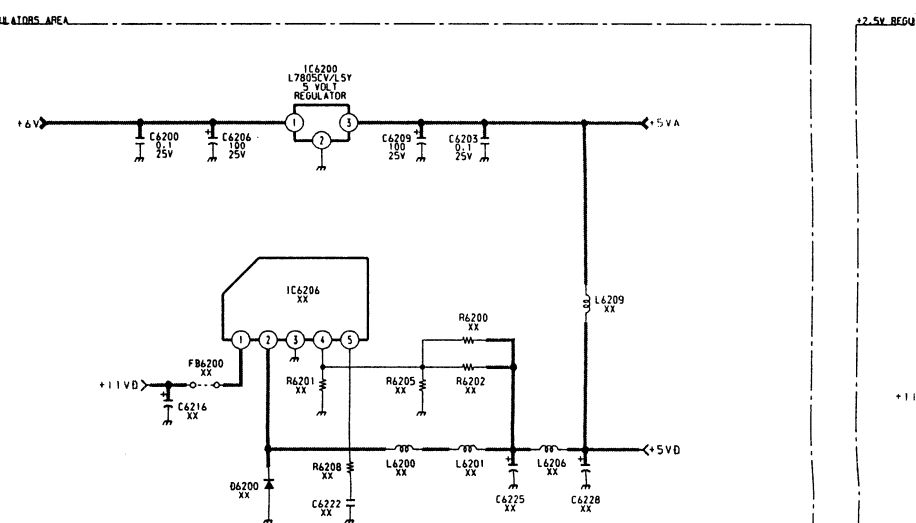 ULATORS AREA
+2.5V REGU
IC6200
L7805CV/LSY
5 VOLT
REGULATOR
+6V
1
3
+5VA
2
C6200
0.1
25V
C6206
100
25V
C6209
100
25V
C6203
0.1
25V
IC6206
XX
L6209
XX
R6200
XX
1
2
3
4
5
FB6200
XX
+11VD
R6201
XX
R6205
XX
R6202
XX
C6216
XX
+11
+5VD
R6208
XX
L6200
XX
L6201
XX
L6206
XX
D6200
XX
C6222
XX
C6225
XX
C6228
XX